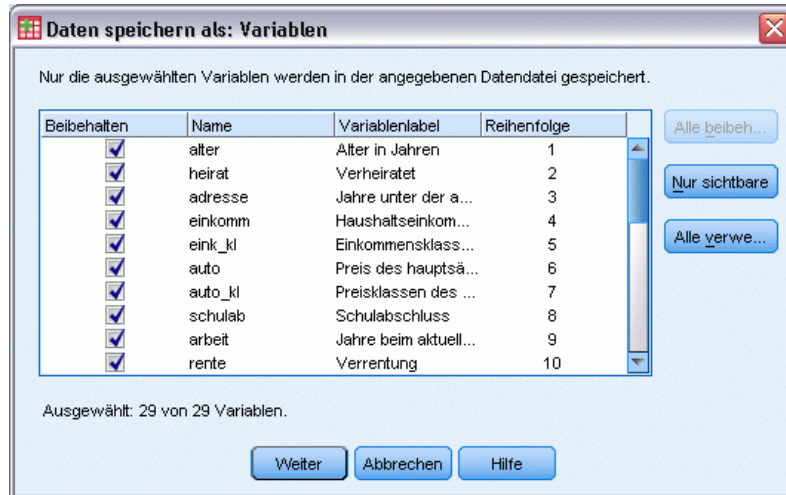 Daten speichern als: Variablen
Nur die ausgewählten Variablen werden in der angegebenen Datendatei gespeichert.
Beibehalten Name Variablenlabel Reihenfolge
alter Alter in Jahren 1
heirat Verheiratet 2
adresse Jahre unter der a... 3
einkomm Haushaltseinkom... 4
eink_kl Einkommensklass... 5
auto Preis des hauptsä... 6
auto_kl Preisklassen des ... 7
schulab Schulabschluss 8
arbeit Jahre beim aktuell... 9
rente Verrentung 10
Alle beibeh...
Nur sichtbare
Alle verwe...
Ausgewählt: 29 von 29 Variablen.
Weiter Abbrechen Hilfe